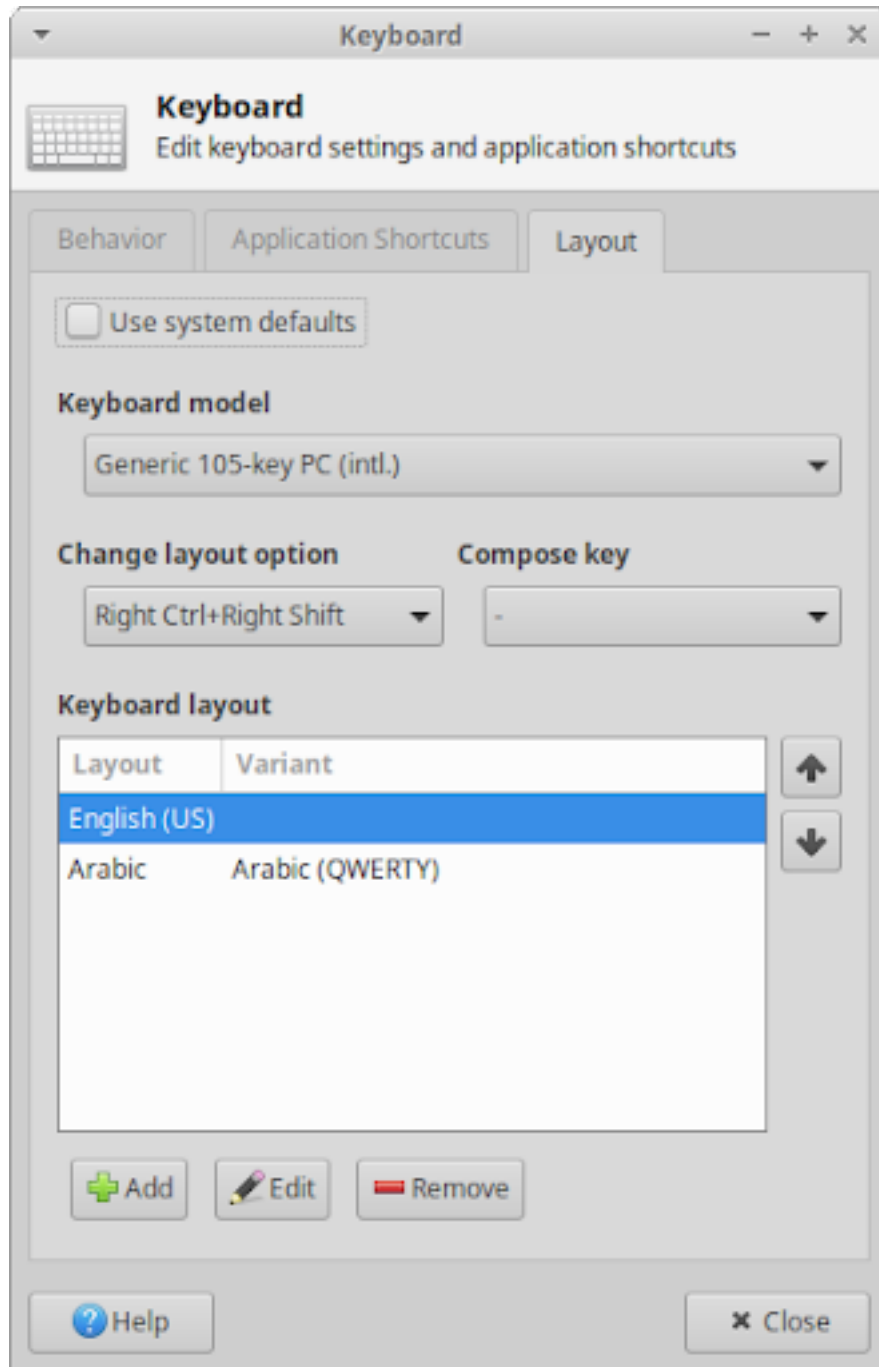 Keyboard
Keyboard
Edit keyboard settings and application shortcuts
Behavior Application Shortcuts Layout
Use system defaults
Keyboard model
Generic 105-key PC (intl.)
Change layout option Compose key
Right Ctrl+Right Shift -
Keyboard layout
Layout Variant
English (US)
Arabic Arabic (QWERTY)
Add Edit Remove
Help Close